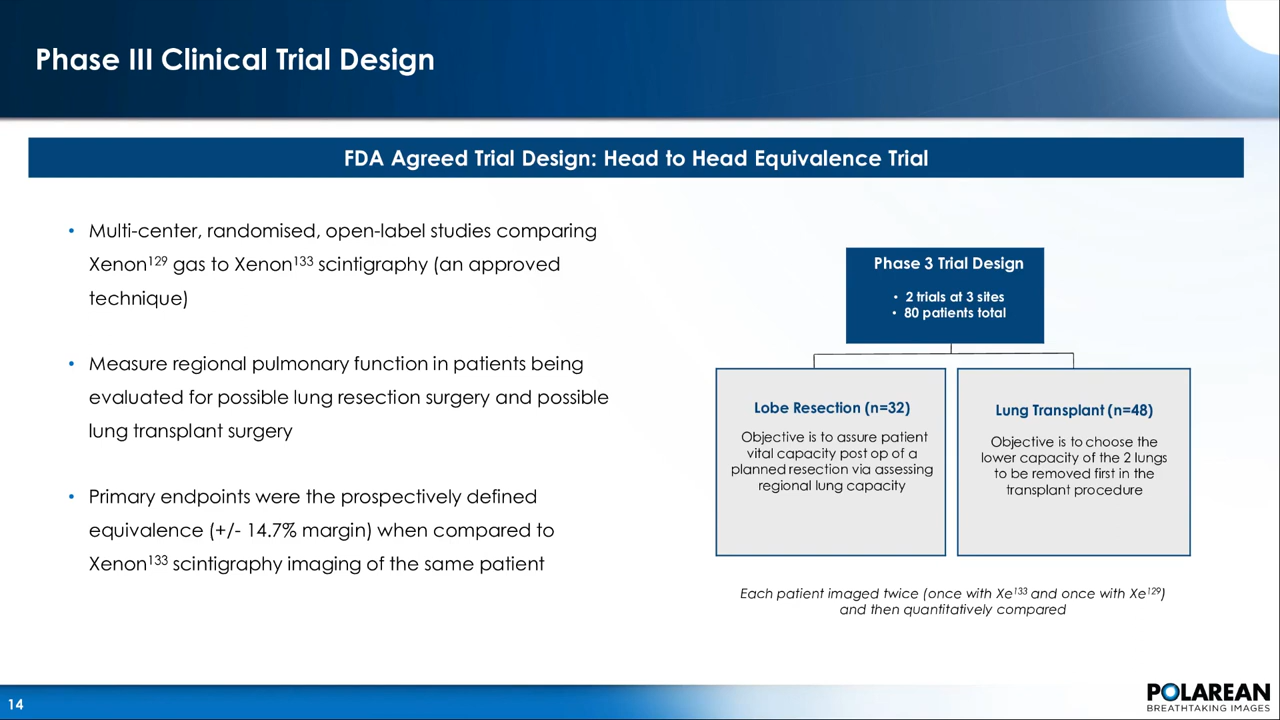 Phase III Clinical Trial Design
FDA Agreed Trial Design: Head to Head Equivalence Trial
• Multi-center, randomised, open-label studies comparing
Xenon¹²⁹ gas to Xenon¹³³ scintigraphy (an approved
technique)
• Measure regional pulmonary function in patients being
evaluated for possible lung resection surgery and possible
lung transplant surgery
• Primary endpoints were the prospectively defined
equivalence (+/- 14.7% margin) when compared to
Xenon¹³³ scintigraphy imaging of the same patient
Phase 3 Trial Design
• 2 trials at 3 sites
• 80 patients total
Lobe Resection (n=32)
Objective is to assure patient
vital capacity post op of a
planned resection via assessing
regional lung capacity
Lung Transplant (n=48)
Objective is to choose the
lower capacity of the 2 lungs
to be removed first in the
transplant procedure
Each patient imaged twice (once with Xe¹³³ and once with Xe¹²⁹)
and then quantitatively compared
14
POLAREAN
BREATHTAKING IMAGES